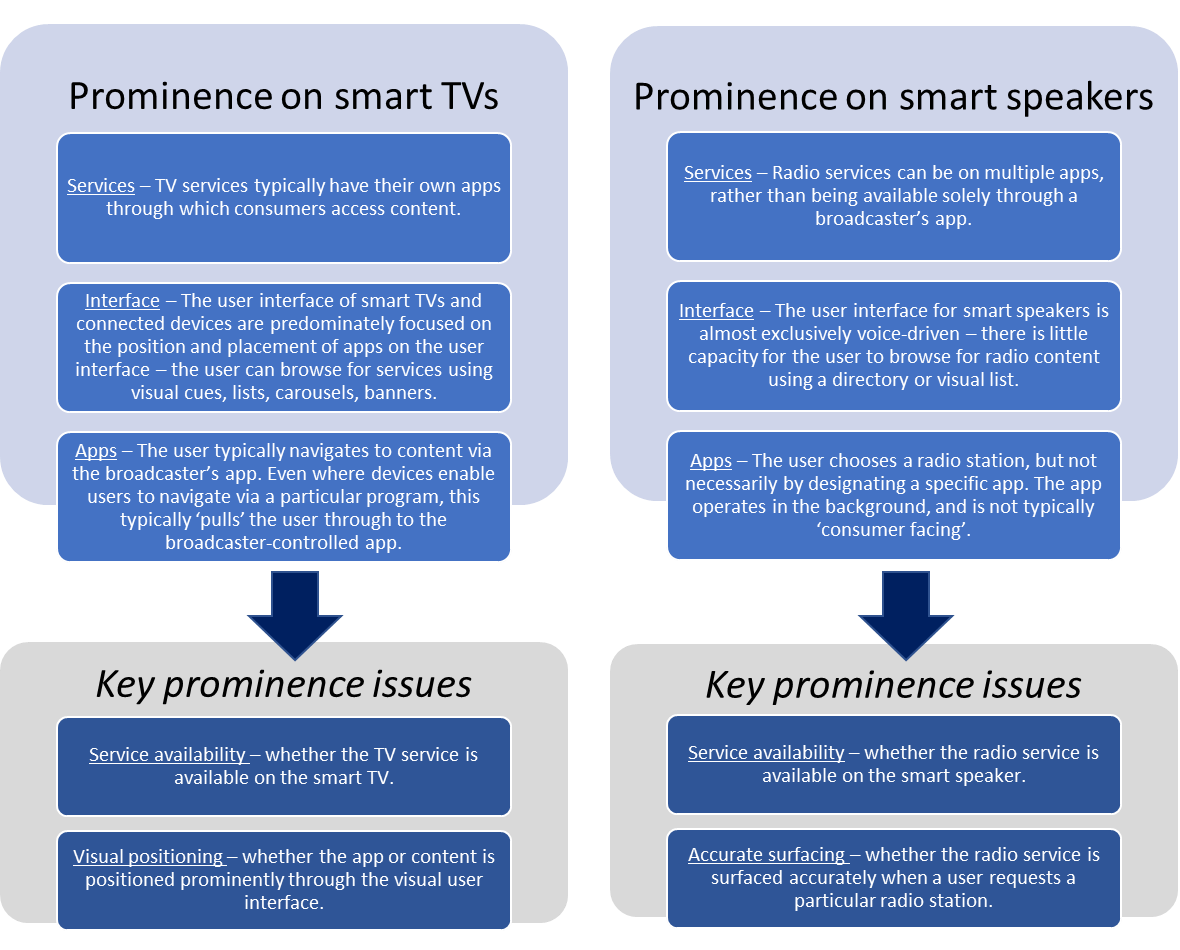 Prominence on smart TVs
Services – TV services typically have their own apps
through which consumers access content.
Interface – The user interface of smart TVs and
connected devices are predominately focused on
the position and placement of apps on the user
interface – the user can browse for services using
visual cues, lists, carousels, banners.
Apps – The user typically navigates to content via
the broadcaster’s app. Even where devices enable
users to navigate via a particular program, this
typically ‘pulls’ the user through to the
broadcaster-controlled app.
Key prominence issues
Service availability – whether the TV service is
available on the smart TV.
Visual positioning – whether the app or content is
positioned prominently through the visual user
interface.
Prominence on smart speakers
Services – Radio services can be on multiple apps,
rather than being available solely through a
broadcaster’s app.
Interface – The user interface for smart speakers is
almost exclusively voice-driven – there is little
capacity for the user to browse for radio content
using a directory or visual list.
Apps – The user chooses a radio station, but not
necessarily by designating a specific app. The app
operates in the background, and is not typically
‘consumer facing’.
Key prominence issues
Service availability – whether the radio service is
available on the smart speaker.
Accurate surfacing – whether the radio service is
surfaced accurately when a user requests a
particular radio station.